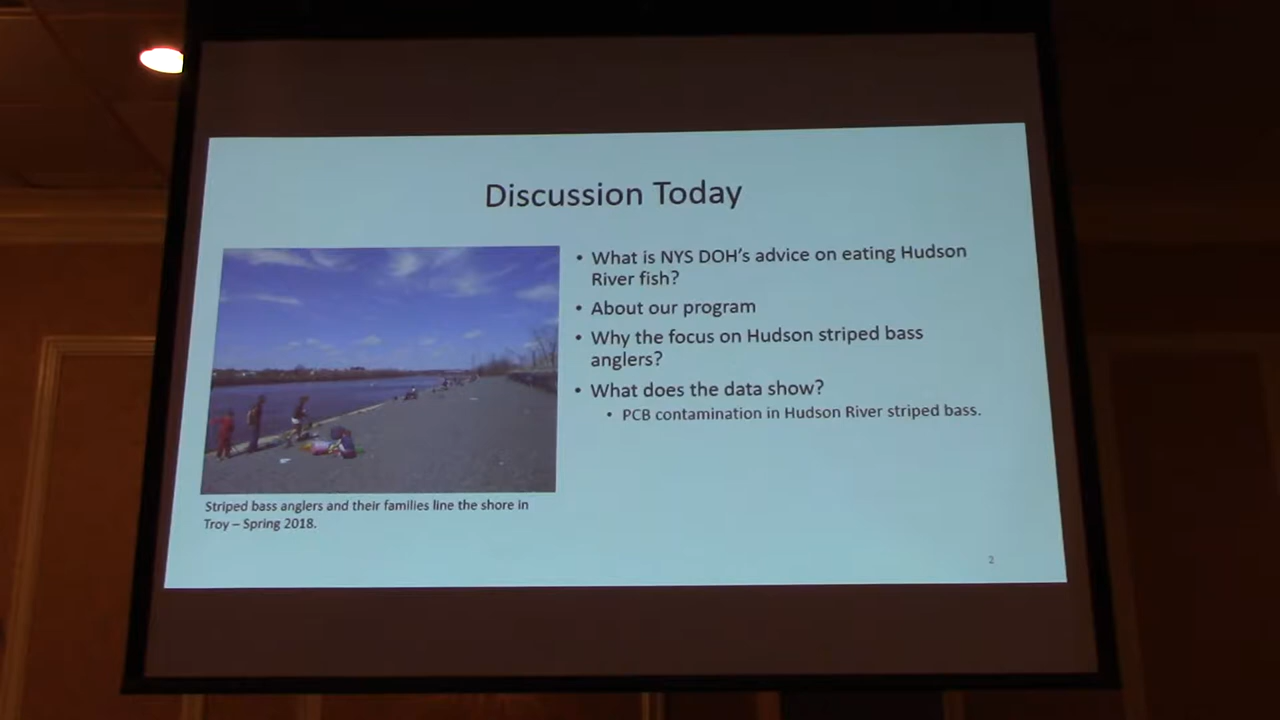 Discussion Today
• What is NYS DOH's advice on eating Hudson
River fish?
• About our program
• Why the focus on Hudson striped bass
anglers?
• What does the data show?
• PCB contamination in Hudson River striped bass.
Striped bass anglers and their families line the shore in
Troy – Spring 2018.
2